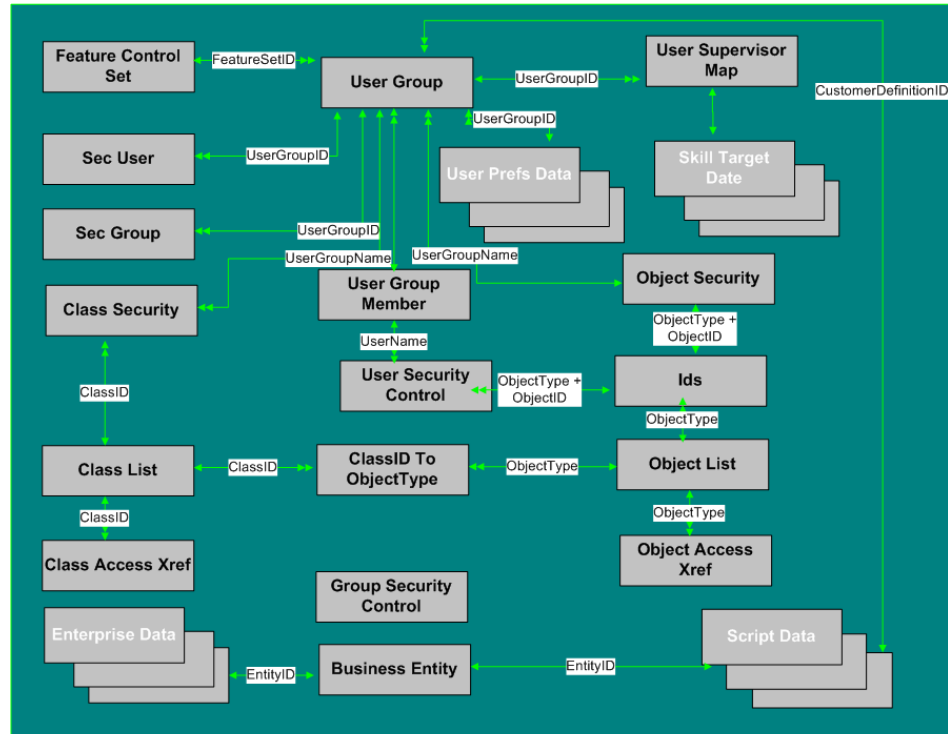 Feature Control
Set
FeatureSetID
User Group
UserGroupID
User Supervisor
Map
CustomerDefinitionID
UserGroupID
Sec User
UserGroupID
User Prefs Data
Skill Target
Date
Sec Group
UserGroupID
UserGroupName
UserGroupName
Class Security
User Group
Member
Object Security
UserName
ObjectType +
ObjectID
ClassID
User Security
Control
ObjectType +
ObjectID
Ids
ObjectType
Class List
ClassID
ClassID To
ObjectType
ObjectType
Object List
ClassID
ObjectType
Class Access Xref
Object Access
Xref
Group Security
Control
Enterprise Data
EntityID
Business Entity
EntityID
Script Data